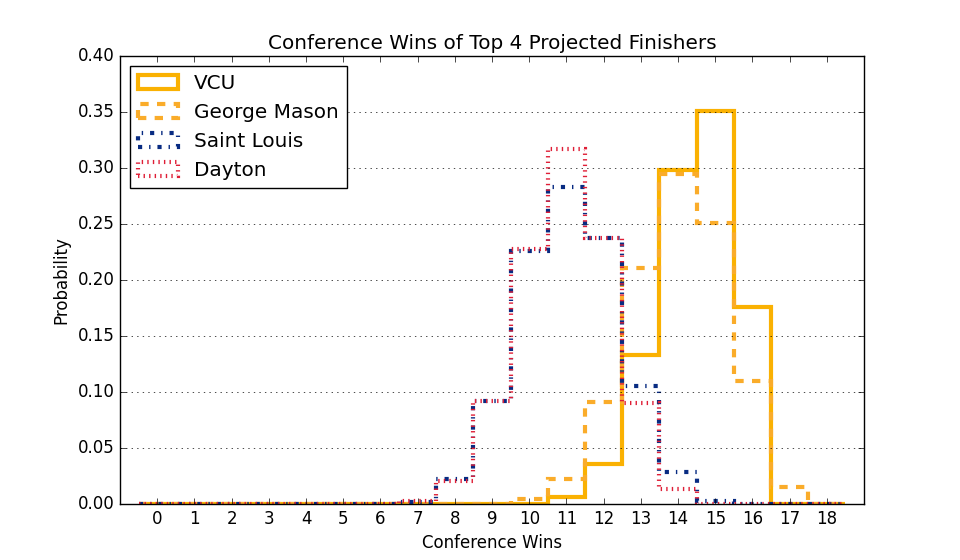 Conference Wins of Top 4 Projected Finishers
0.40
0.35
0.30
0.25
0.20
0.15
0.10
0.05
0.00
Probability
VCU
George Mason
Saint Louis
Dayton
0 1 2 3 4 5 6 7 8 9 10 11 12 13 14 15 16 17 18
Conference Wins